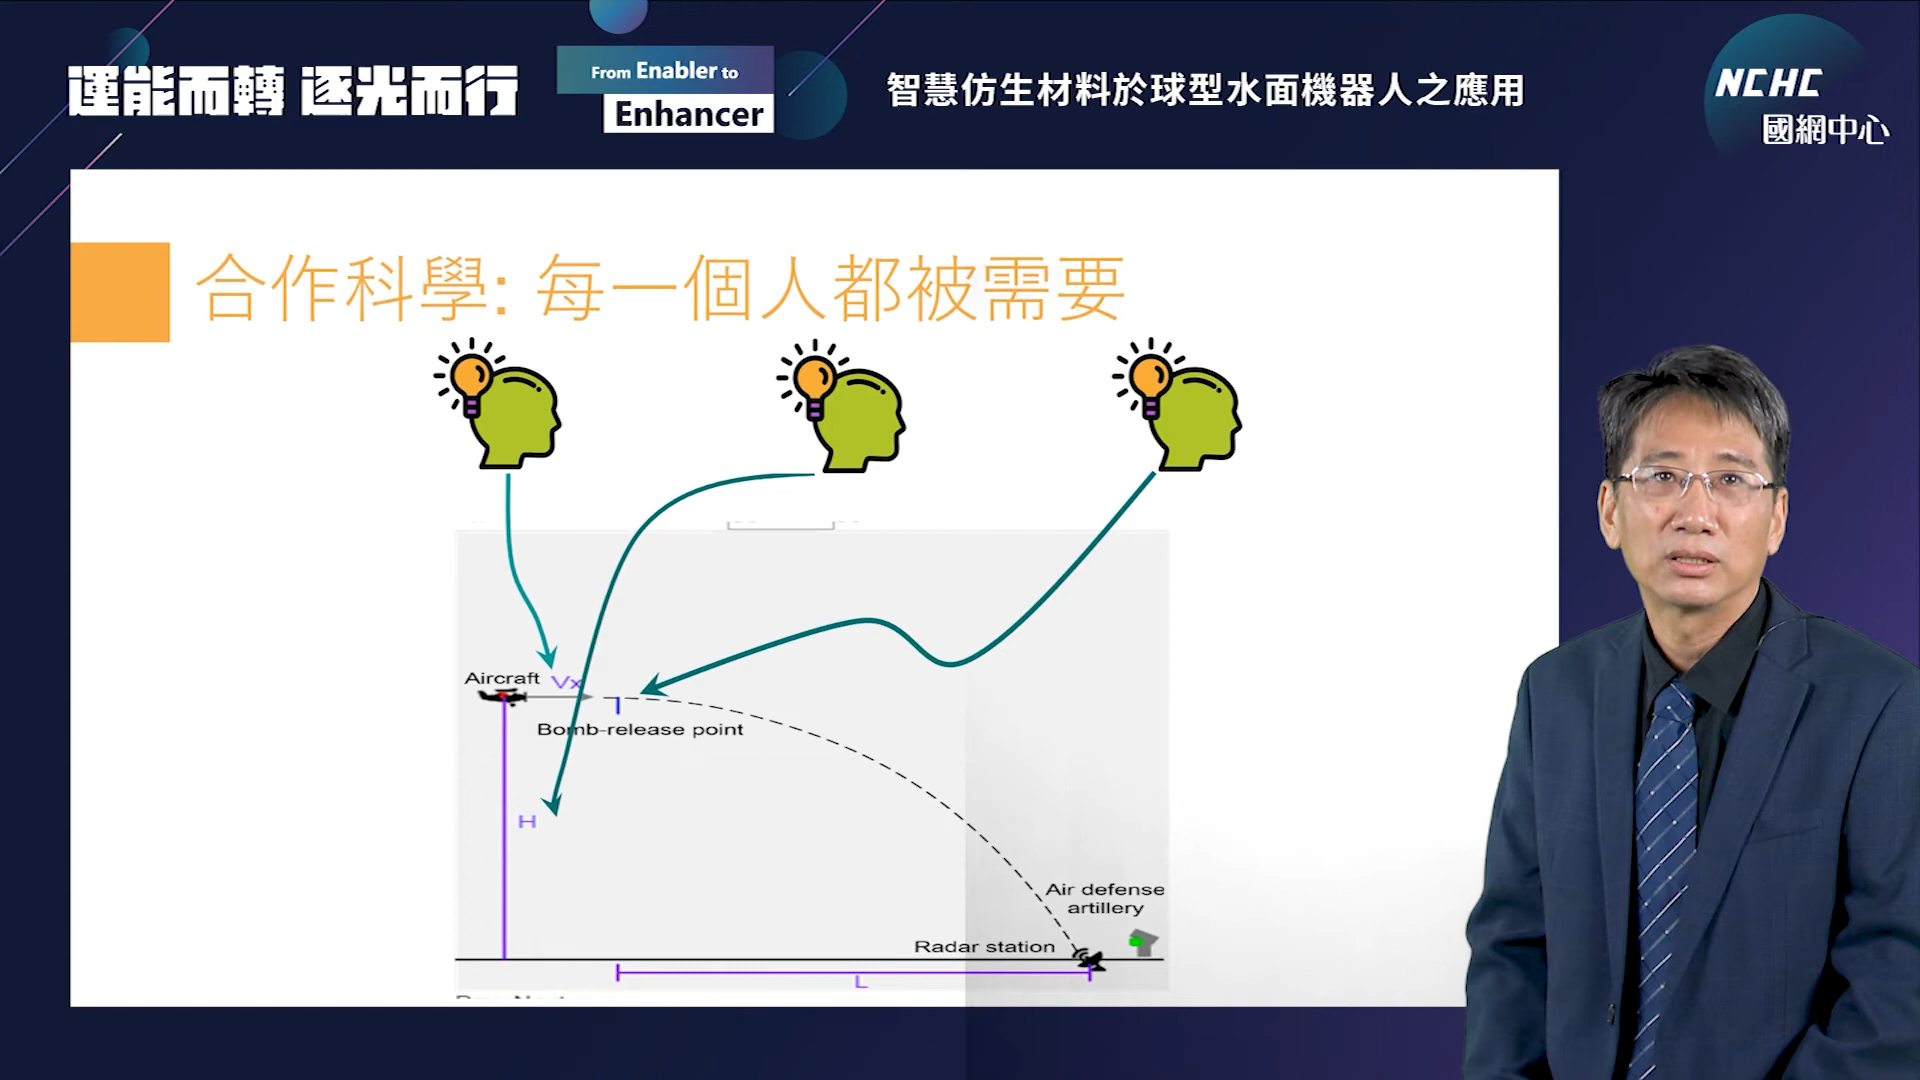 運能而轉 逐光而行
From Enabler to
Enhancer
智慧仿生材料於球型水面機器人之應用
NCHC
國網中心
合作科學: 每一個人都被需要
Aircraft
Vx
Bomb-release point
H
Air defense
artillery
Radar station
L